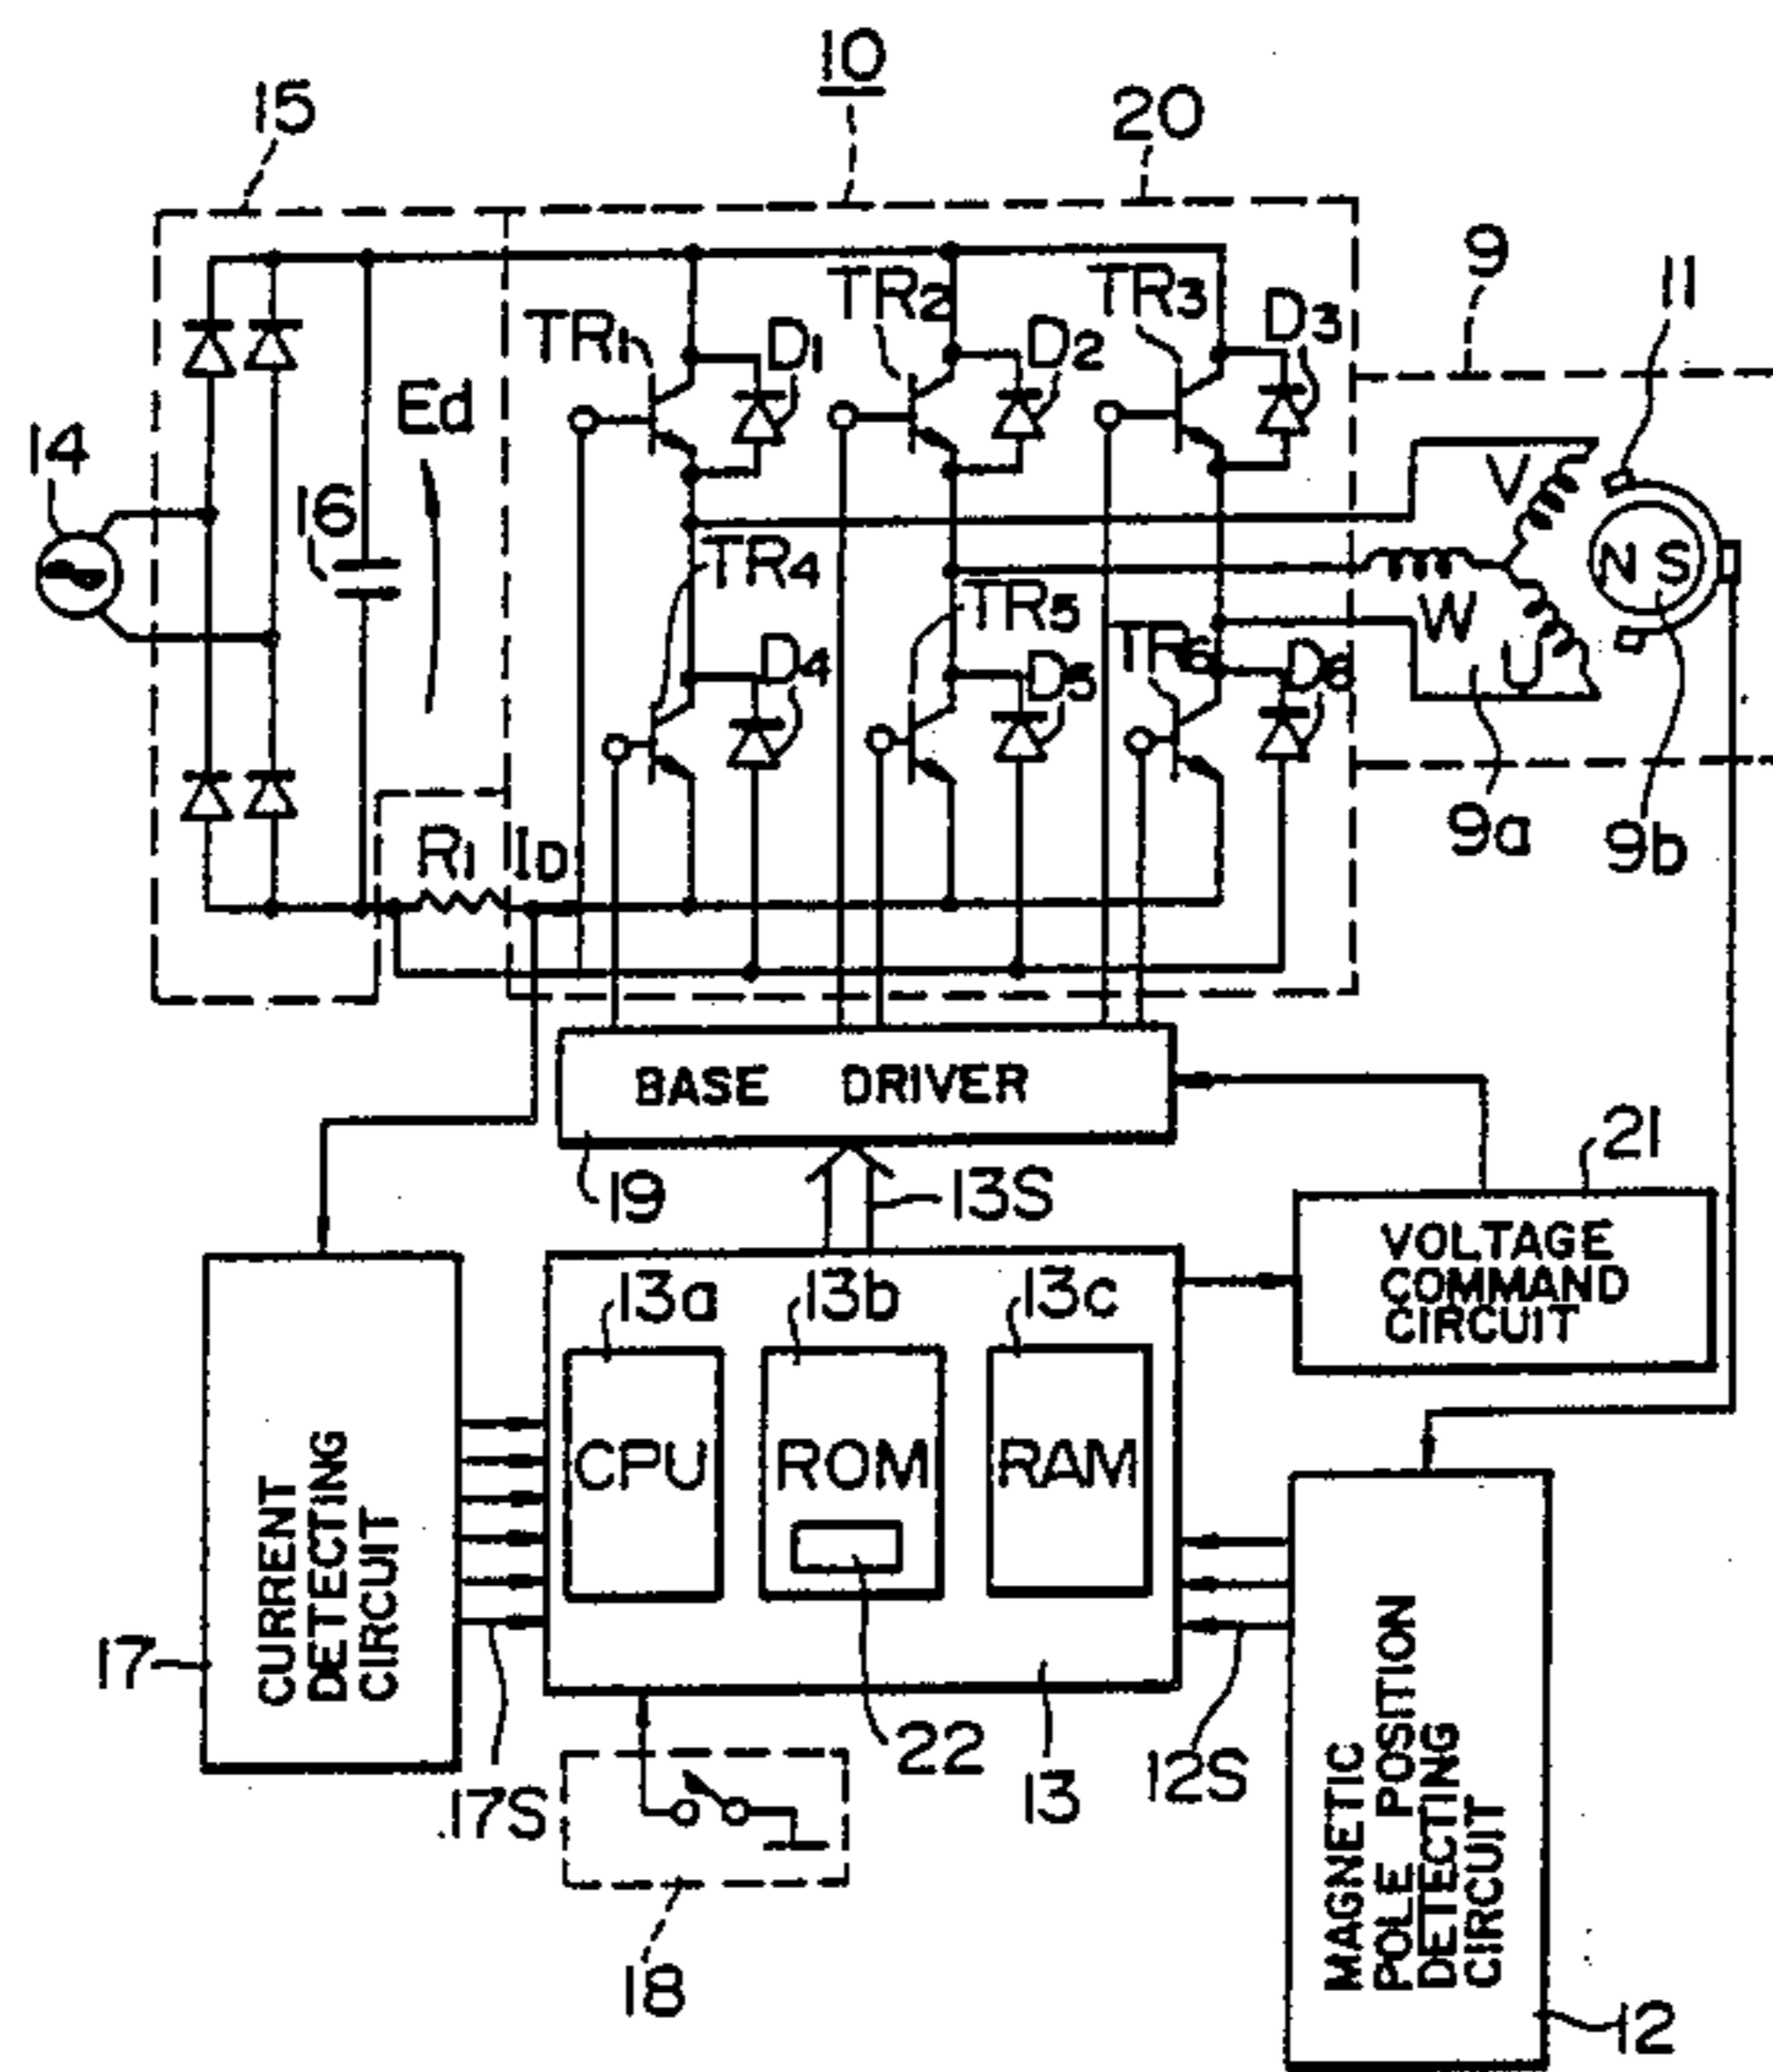 10
15
20
9
11
TR1
D1
TR2
D2
TR3
D3
Ed
14
16
V
N S
TR4
TR5
W
TR6
U
D4
D5
D6
9a
9b
R1
ID
BASE DRIVER
19
13S
21
VOLTAGE
COMMAND
CIRCUIT
13a
13b
13c
CPU
ROM
RAM
CURRENT
DETECTING
CIRCUIT
17
17S
22
13
12S
18
MAGNETIC
POLE POSITION
DETECTING
CIRCUIT
12